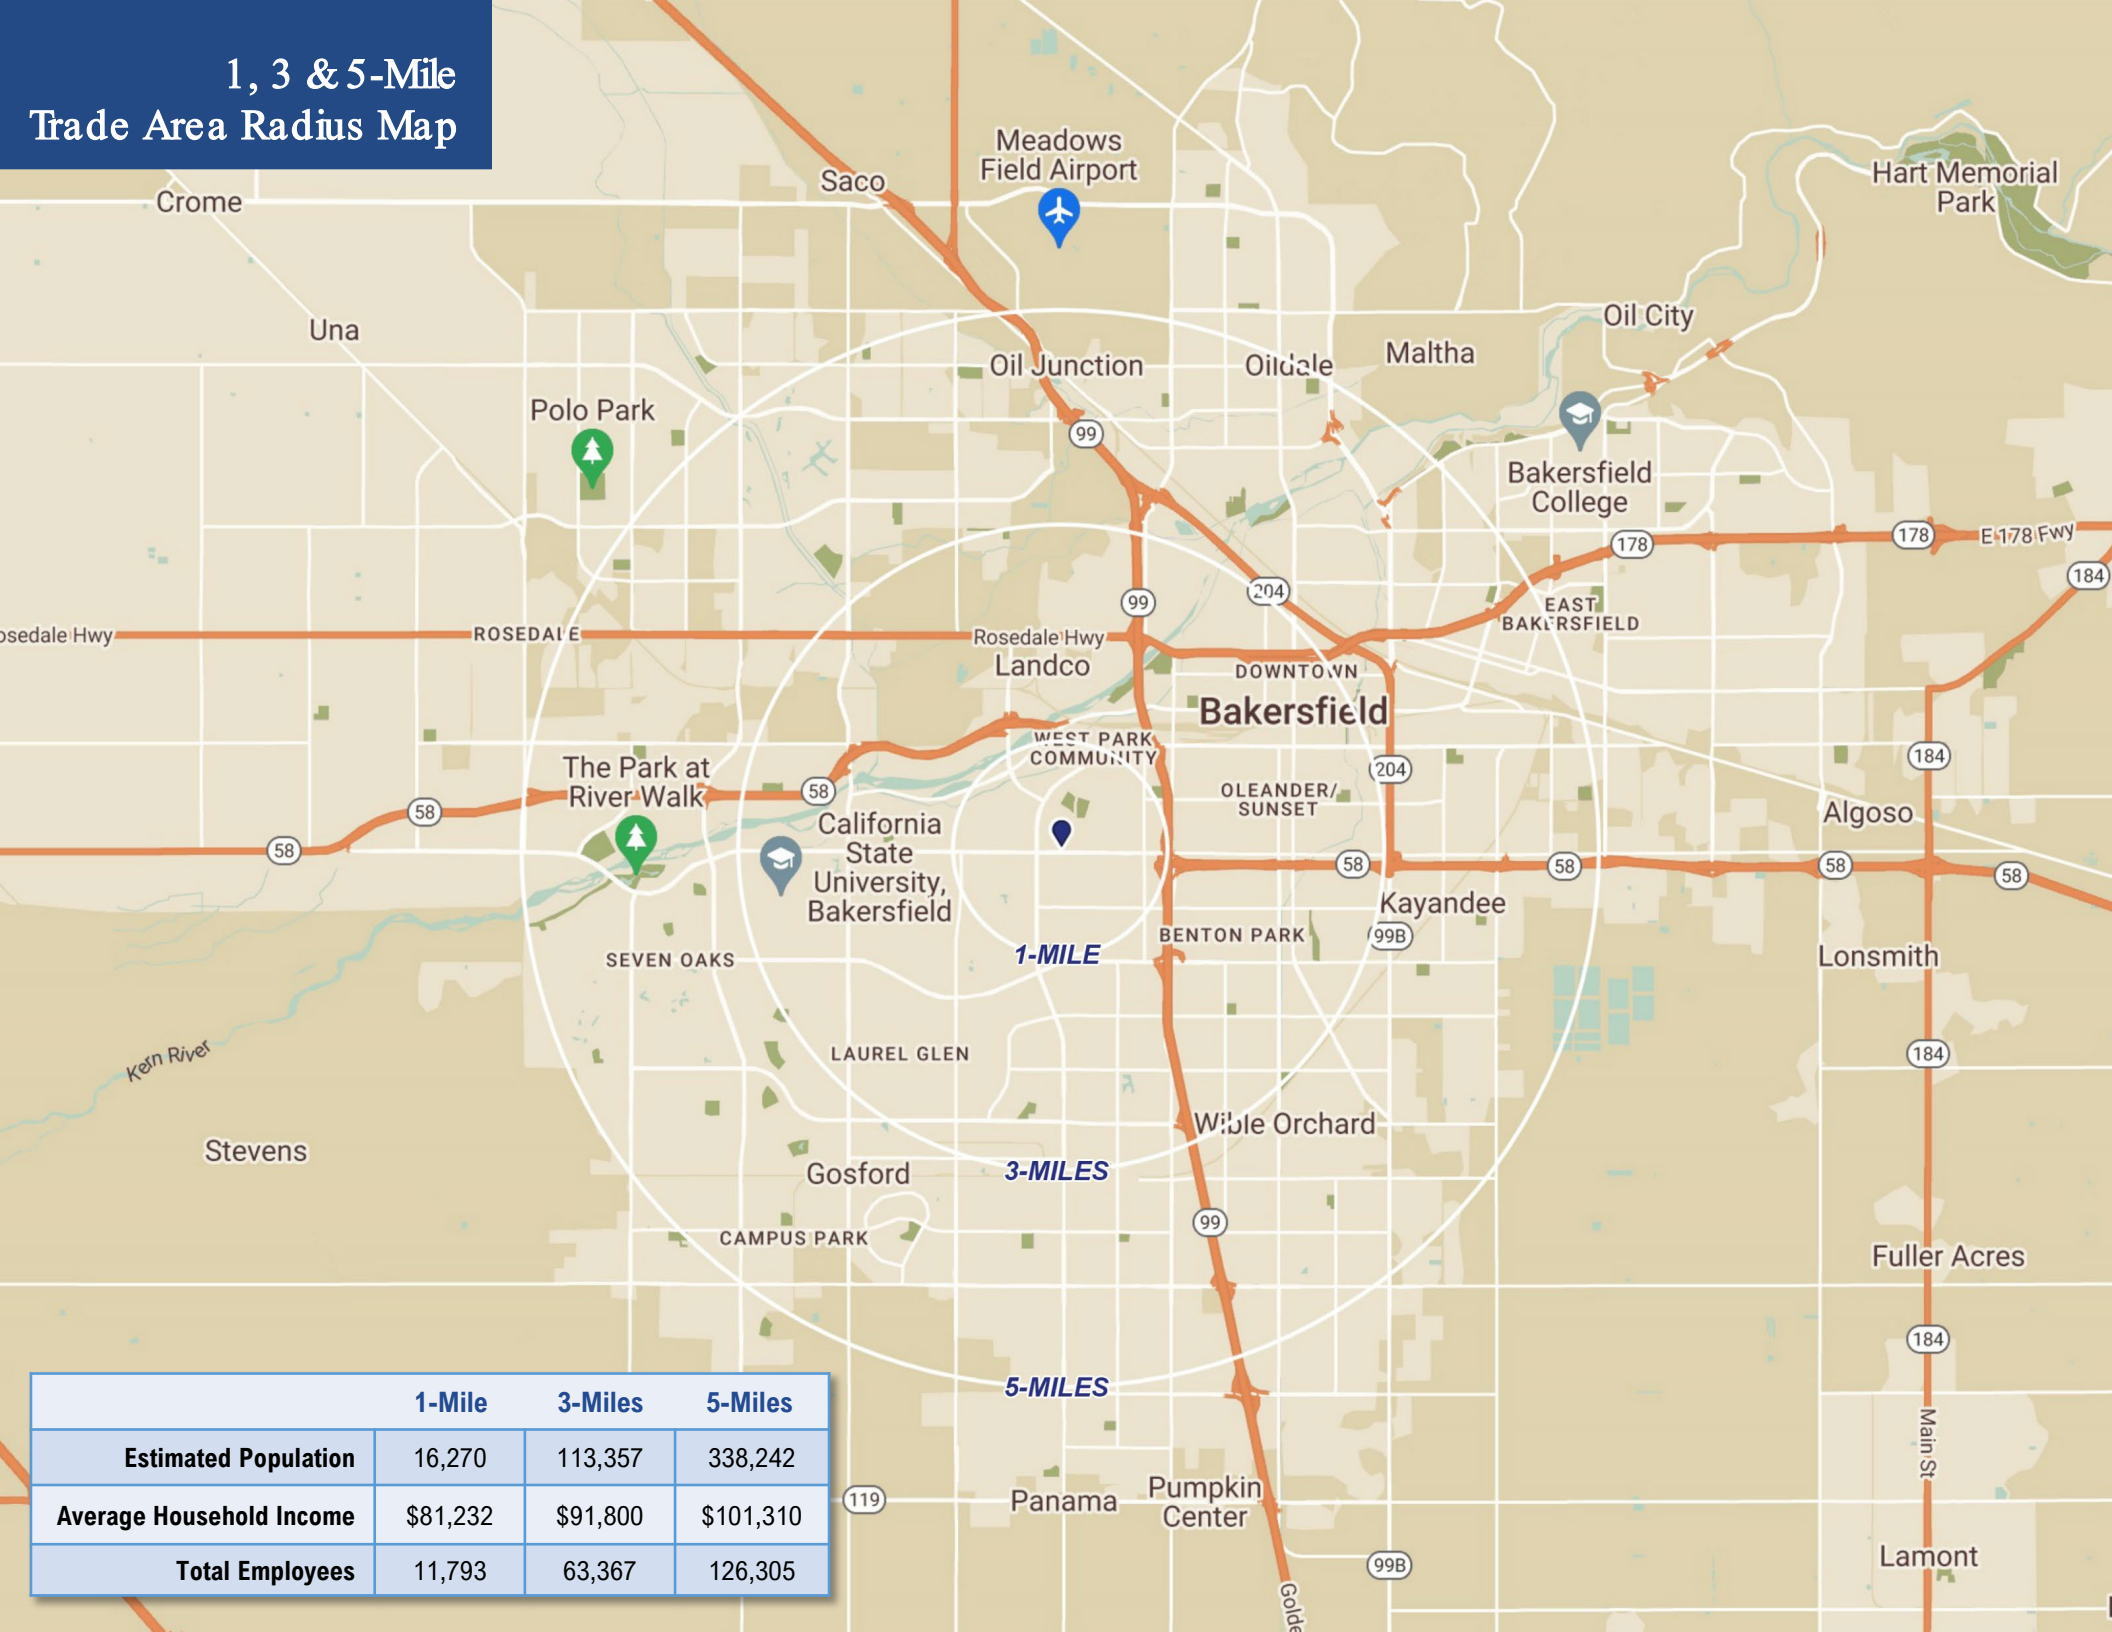 1, 3 & 5-Mile
Trade Area Radius Map
Crome
Saco
Meadows
Field Airport
Hart Memorial
Park
Una
Oil City
Oil Junction
Oildale
Maltha
Polo Park
99
Bakersfield
College
178
178
E 178 Fwy
184
99
204
EAST
BAKERSFIELD
osedale Hwy
ROSEDALE
Rosedale Hwy
Landco
DOWNTOWN
Bakersfield
WEST PARK
COMMUNITY
184
204
The Park at
River Walk
58
58
OLEANDER/
SUNSET
Algoso
California
State
University,
Bakersfield
58
58
58
58
58
Kayandee
99B
BENTON PARK
1-MILE
SEVEN OAKS
Lonsmith
Kern River
LAUREL GLEN
184
Stevens
Wible Orchard
Gosford
3-MILES
99
CAMPUS PARK
Fuller Acres
184
5-MILES
Main St
1-Mile 3-Miles 5-Miles
Estimated Population 16,270 113,357 338,242
Average Household Income $81,232 $91,800 $101,310
Total Employees 11,793 63,367 126,305
119
Panama
Pumpkin
Center
99B
Lamont
Golde